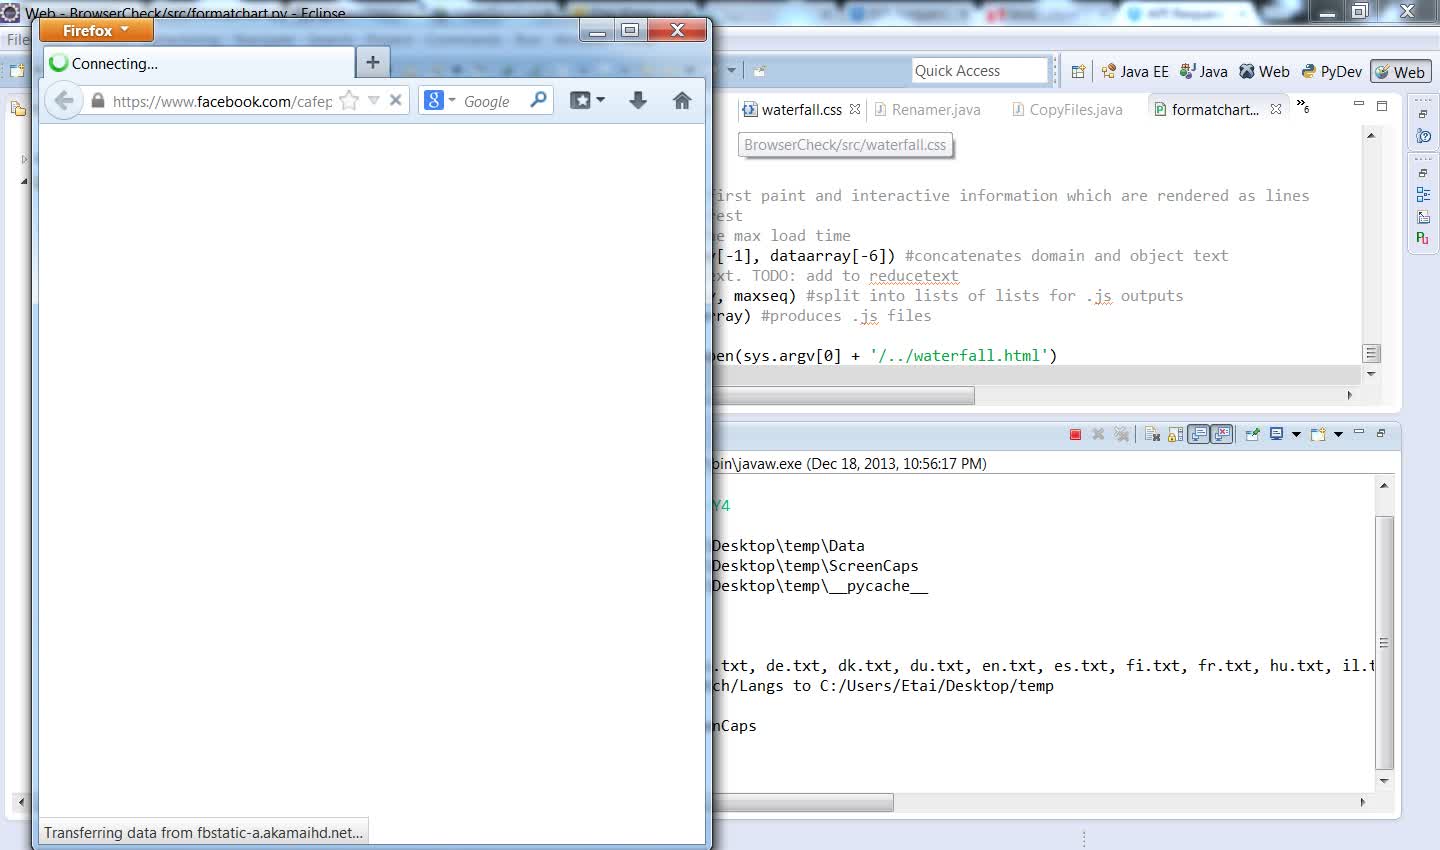 Web - BrowserCheck/src/formatchart.py - Eclipse
File
Firefox
Connecting...
https://www.facebook.com/cafep
Google
Quick Access
Java EE
Java
Web
PyDev
Web
waterfall.css
Renamer.java
CopyFiles.java
formatchart...
6
BrowserCheck/src/waterfall.css
first paint and interactive information which are rendered as lines
rest
max load time
[-1], dataarray[-6]) #concatenates domain and object text
ext. TODO: add to reducetext
, maxseq) #split into lists of lists for .js outputs
rray) #produces .js files
pen(sys.argv[0] + '/../waterfall.html')
bin\javaw.exe (Dec 18, 2013, 10:56:17 PM)
Y4
Desktop\temp\Data
Desktop\temp\ScreenCaps
Desktop\temp\__pycache__
.txt, de.txt, dk.txt, du.txt, en.txt, es.txt, fi.txt, fr.txt, hu.txt, il.t
ch/Langs to C:/Users/Etai/Desktop/temp
nCaps
Transferring data from fbstatic-a.akamaihd.net...